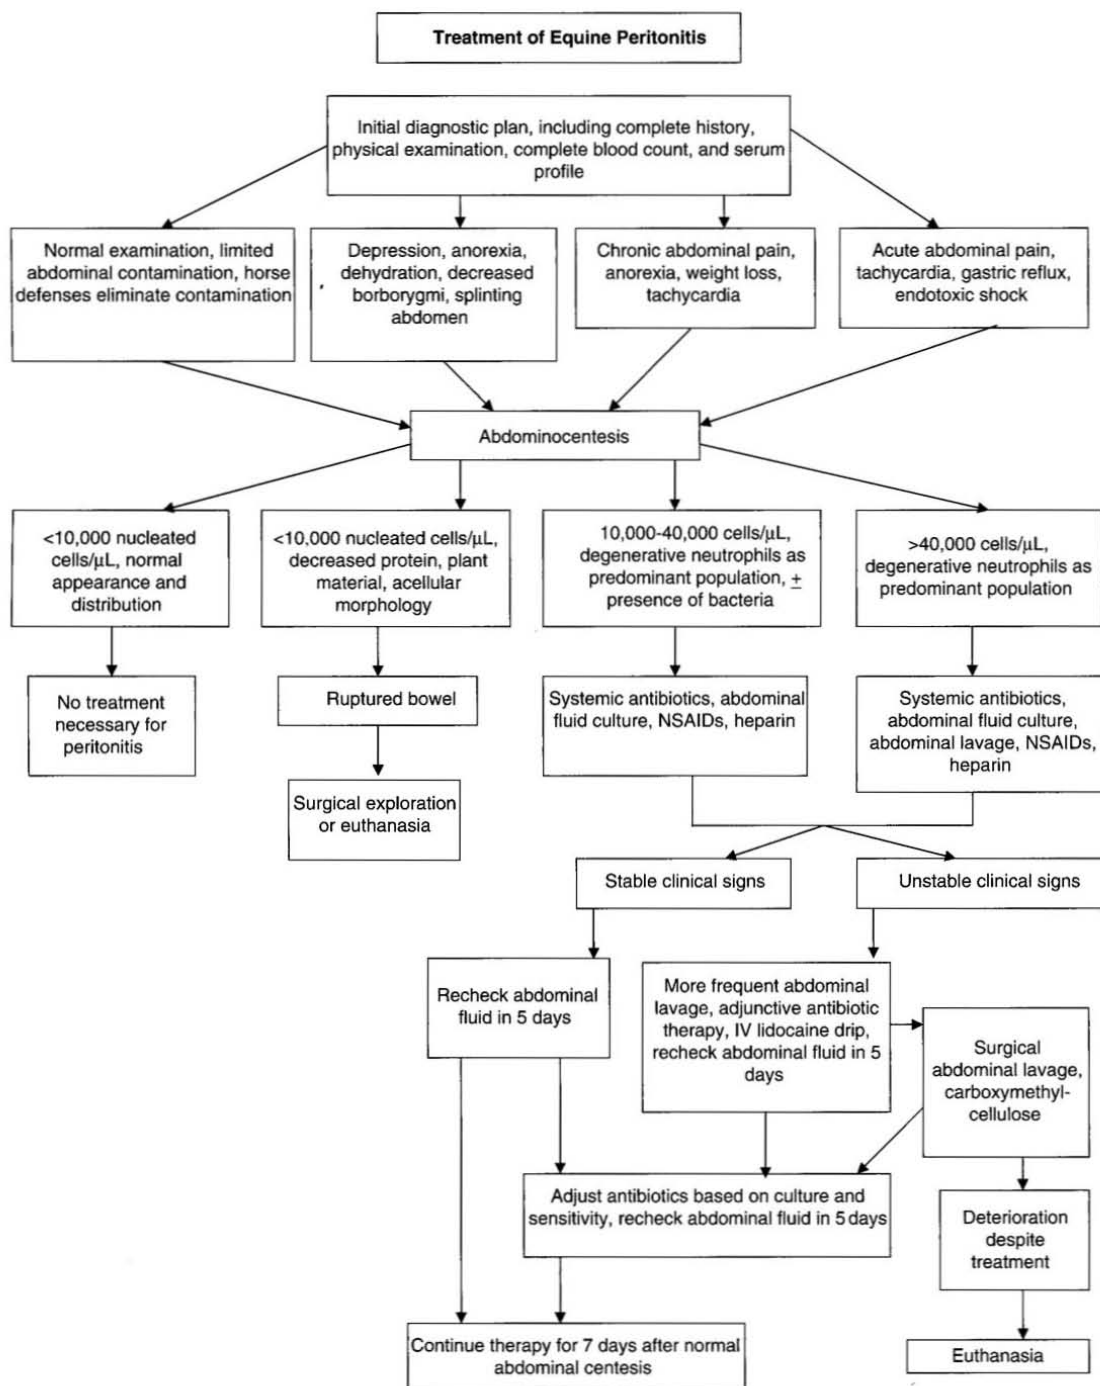 Treatment of Equine Peritonitis
Initial diagnostic plan, including complete history,
physical examination, complete blood count, and serum
profile
Normal examination, limited
abdominal contamination, horse
defenses eliminate contamination
Depression, anorexia,
dehydration, decreased
borborygmi, splinting
abdomen
Chronic abdominal pain,
anorexia, weight loss,
tachycardia
Acute abdominal pain,
tachycardia, gastric reflux,
endotoxic shock
Abdominocentesis
<10,000 nucleated
cells/μL, normal
appearance and
distribution
<10,000 nucleated cells/μL,
decreased protein, plant
material, acellular
morphology
10,000-40,000 cells/μL,
degenerative neutrophils as
predominant population, ±
presence of bacteria
>40,000 cells/μL,
degenerative neutrophils as
predominant population
No treatment
necessary for
peritonitis
Ruptured bowel
Systemic antibiotics, abdominal
fluid culture, NSAIDs, heparin
Systemic antibiotics,
abdominal fluid culture,
abdominal lavage, NSAIDs,
heparin
Surgical exploration
or euthanasia
Stable clinical signs
Unstable clinical signs
Recheck abdominal
fluid in 5 days
More frequent abdominal
lavage, adjunctive antibiotic
therapy, IV lidocaine drip,
recheck abdominal fluid in 5
days
Surgical
abdominal lavage,
carboxymethyl-
cellulose
Adjust antibiotics based on culture and
sensitivity, recheck abdominal fluid in 5 days
Deterioration
despite
treatment
Continue therapy for 7 days after normal
abdominal centesis
Euthanasia